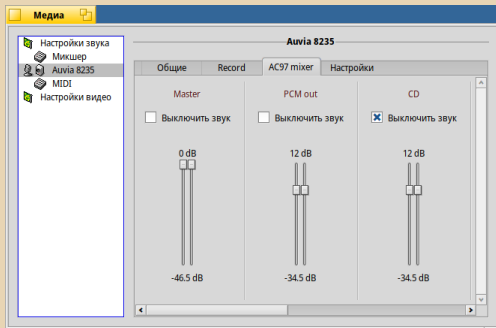 Медиа
Настройки звука
Микшер
Auvia 8235
MIDI
Настройки видео
Auvia 8235
Общие Record AC97 mixer Настройки
Master PCM out CD
Выключить звук Выключить звук Выключить звук
0 dB 12 dB 12 dB
-46.5 dB -34.5 dB -34.5 dB